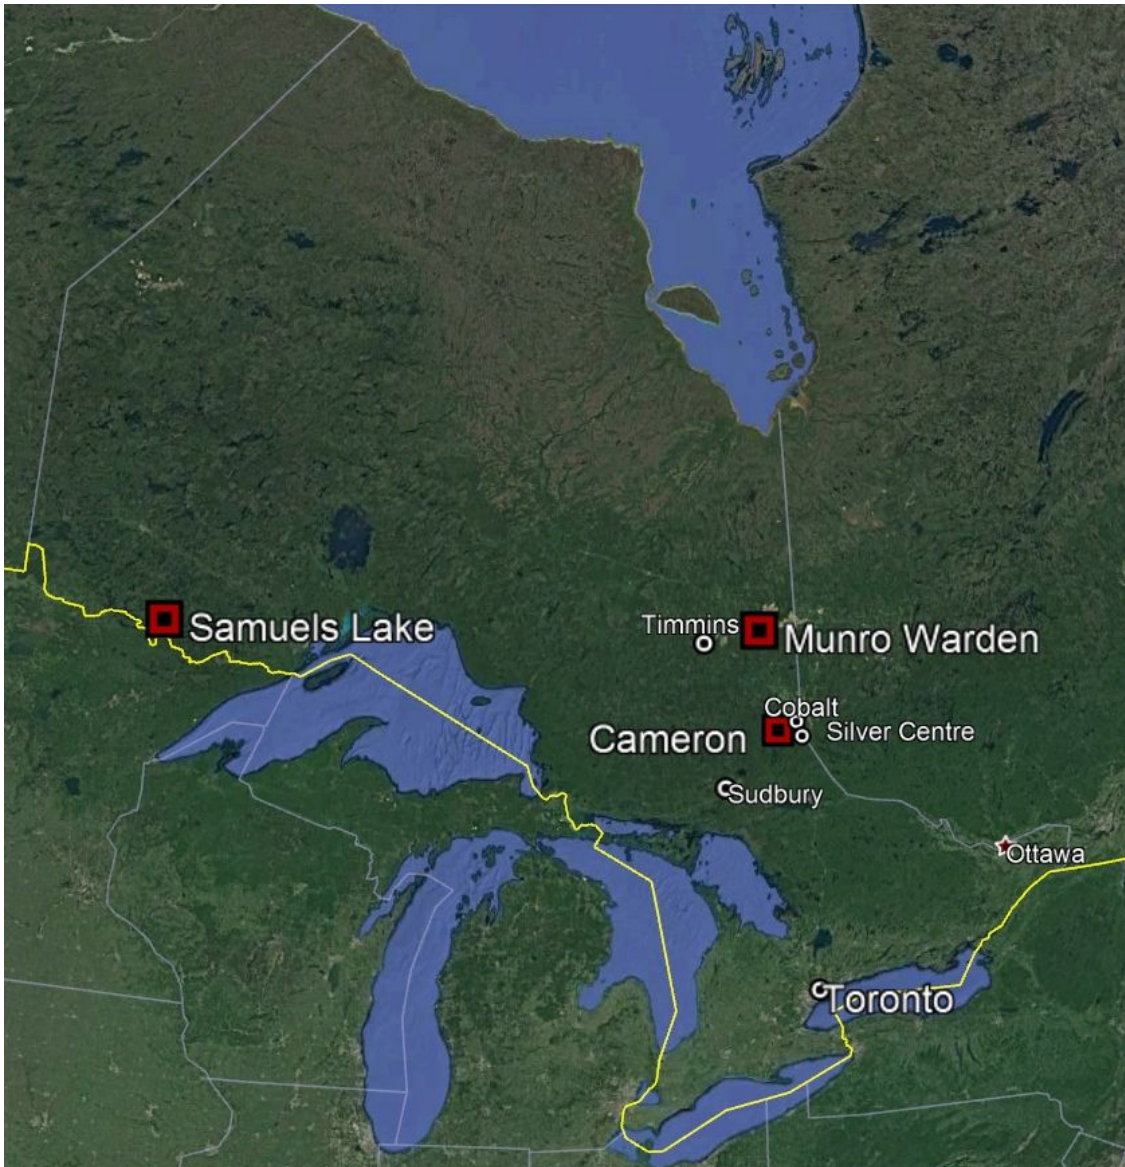 Samuels Lake
Timmins
Munro Warden
Cobalt
Cameron
Silver Centre
Sudbury
Ottawa
Toronto